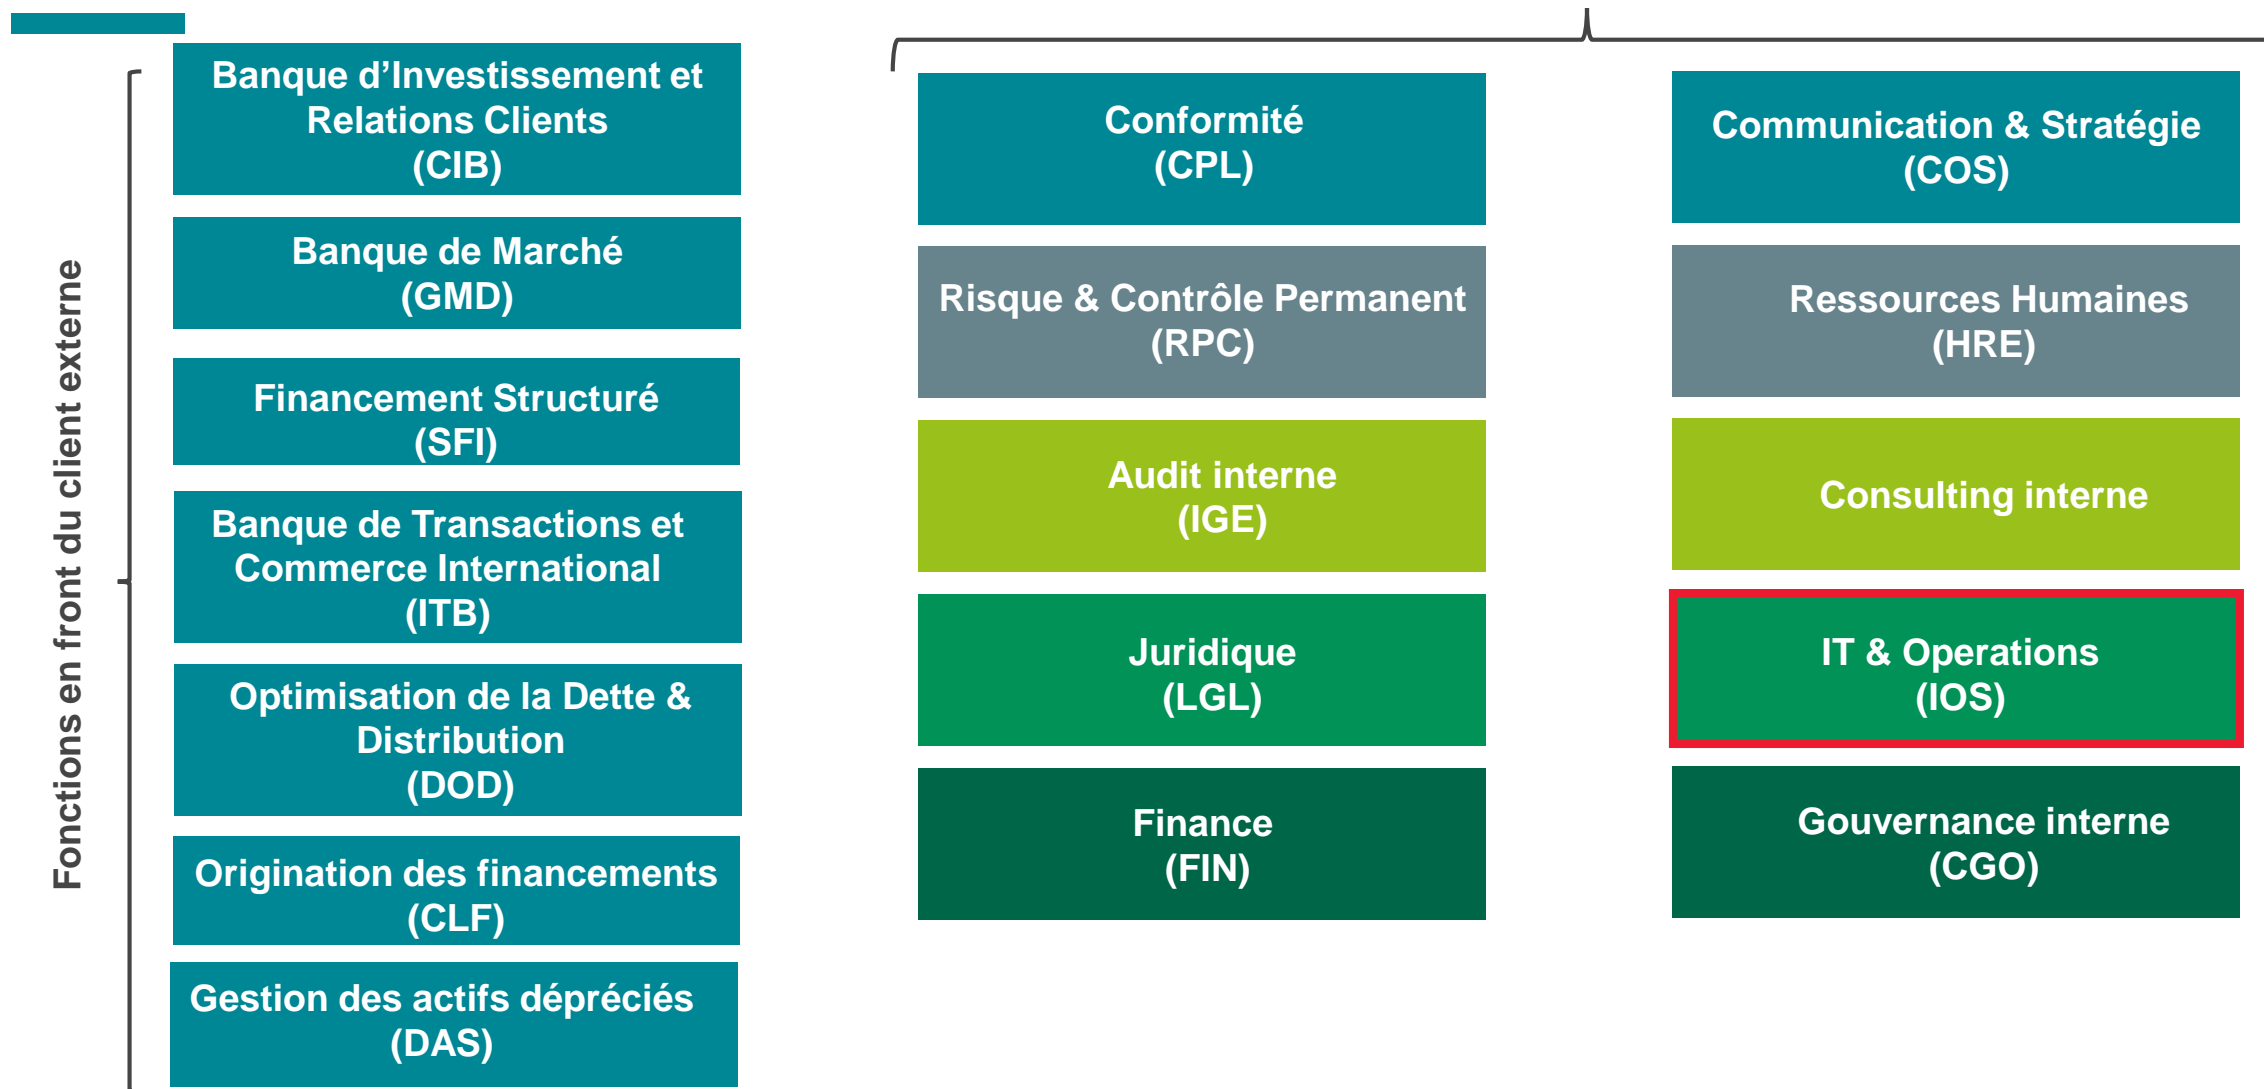 Fonctions en front du client externe
Banque d’Investissement et
Relations Clients
(CIB)
Banque de Marché
(GMD)
Financement Structuré
(SFI)
Banque de Transactions et
Commerce International
(ITB)
Optimisation de la Dette &
Distribution
(DOD)
Origination des financements
(CLF)
Gestion des actifs dépréciés
(DAS)
Conformité
(CPL)
Risque & Contrôle Permanent
(RPC)
Audit interne
(IGE)
Juridique
(LGL)
Finance
(FIN)
Communication & Stratégie
(COS)
Ressources Humaines
(HRE)
Consulting interne
IT & Operations
(IOS)
Gouvernance interne
(CGO)